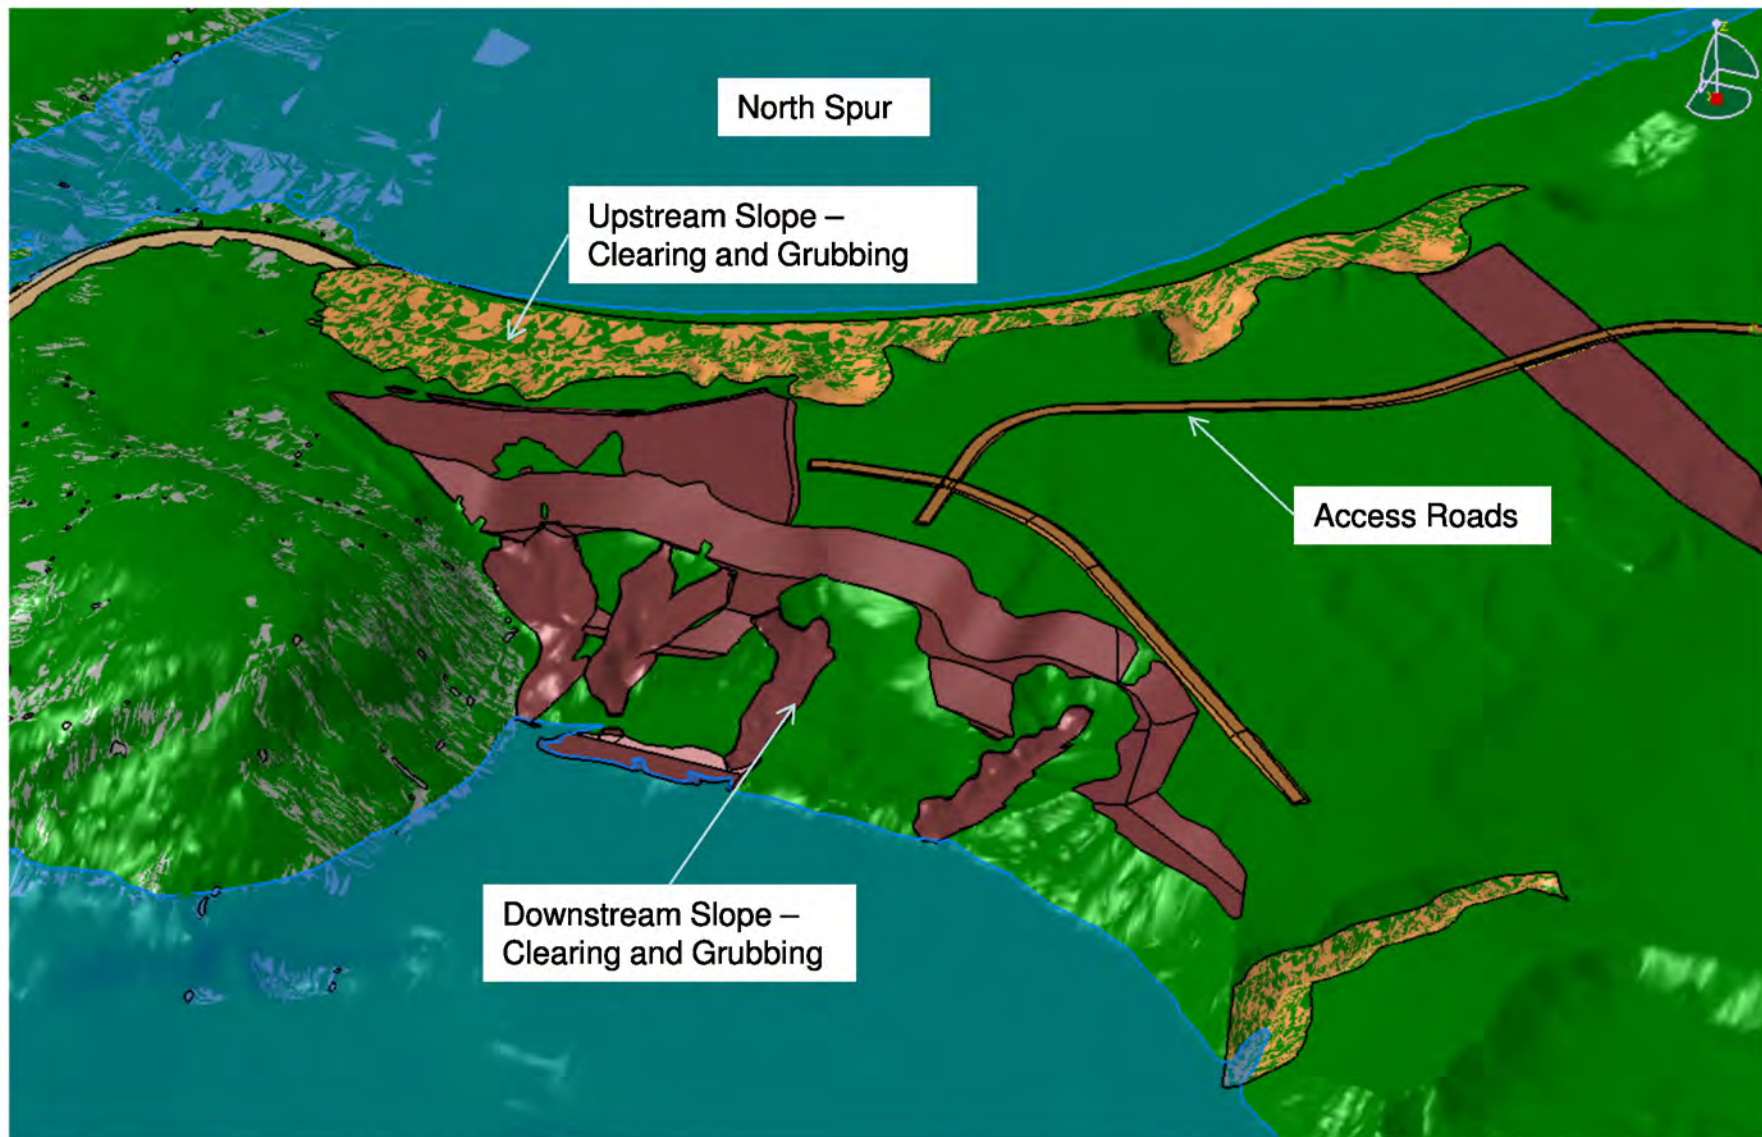 North Spur
Upstream Slope –
Clearing and Grubbing
Access Roads
Downstream Slope –
Clearing and Grubbing
z